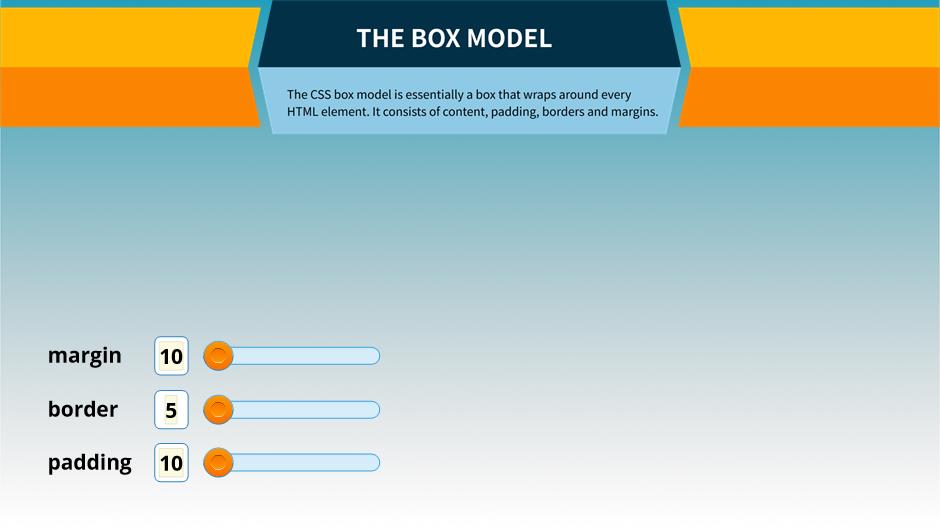 THE BOX MODEL
The CSS box model is essentially a box that wraps around every
HTML element. It consists of content, padding, borders and margins.
margin 10
border 5
padding 10